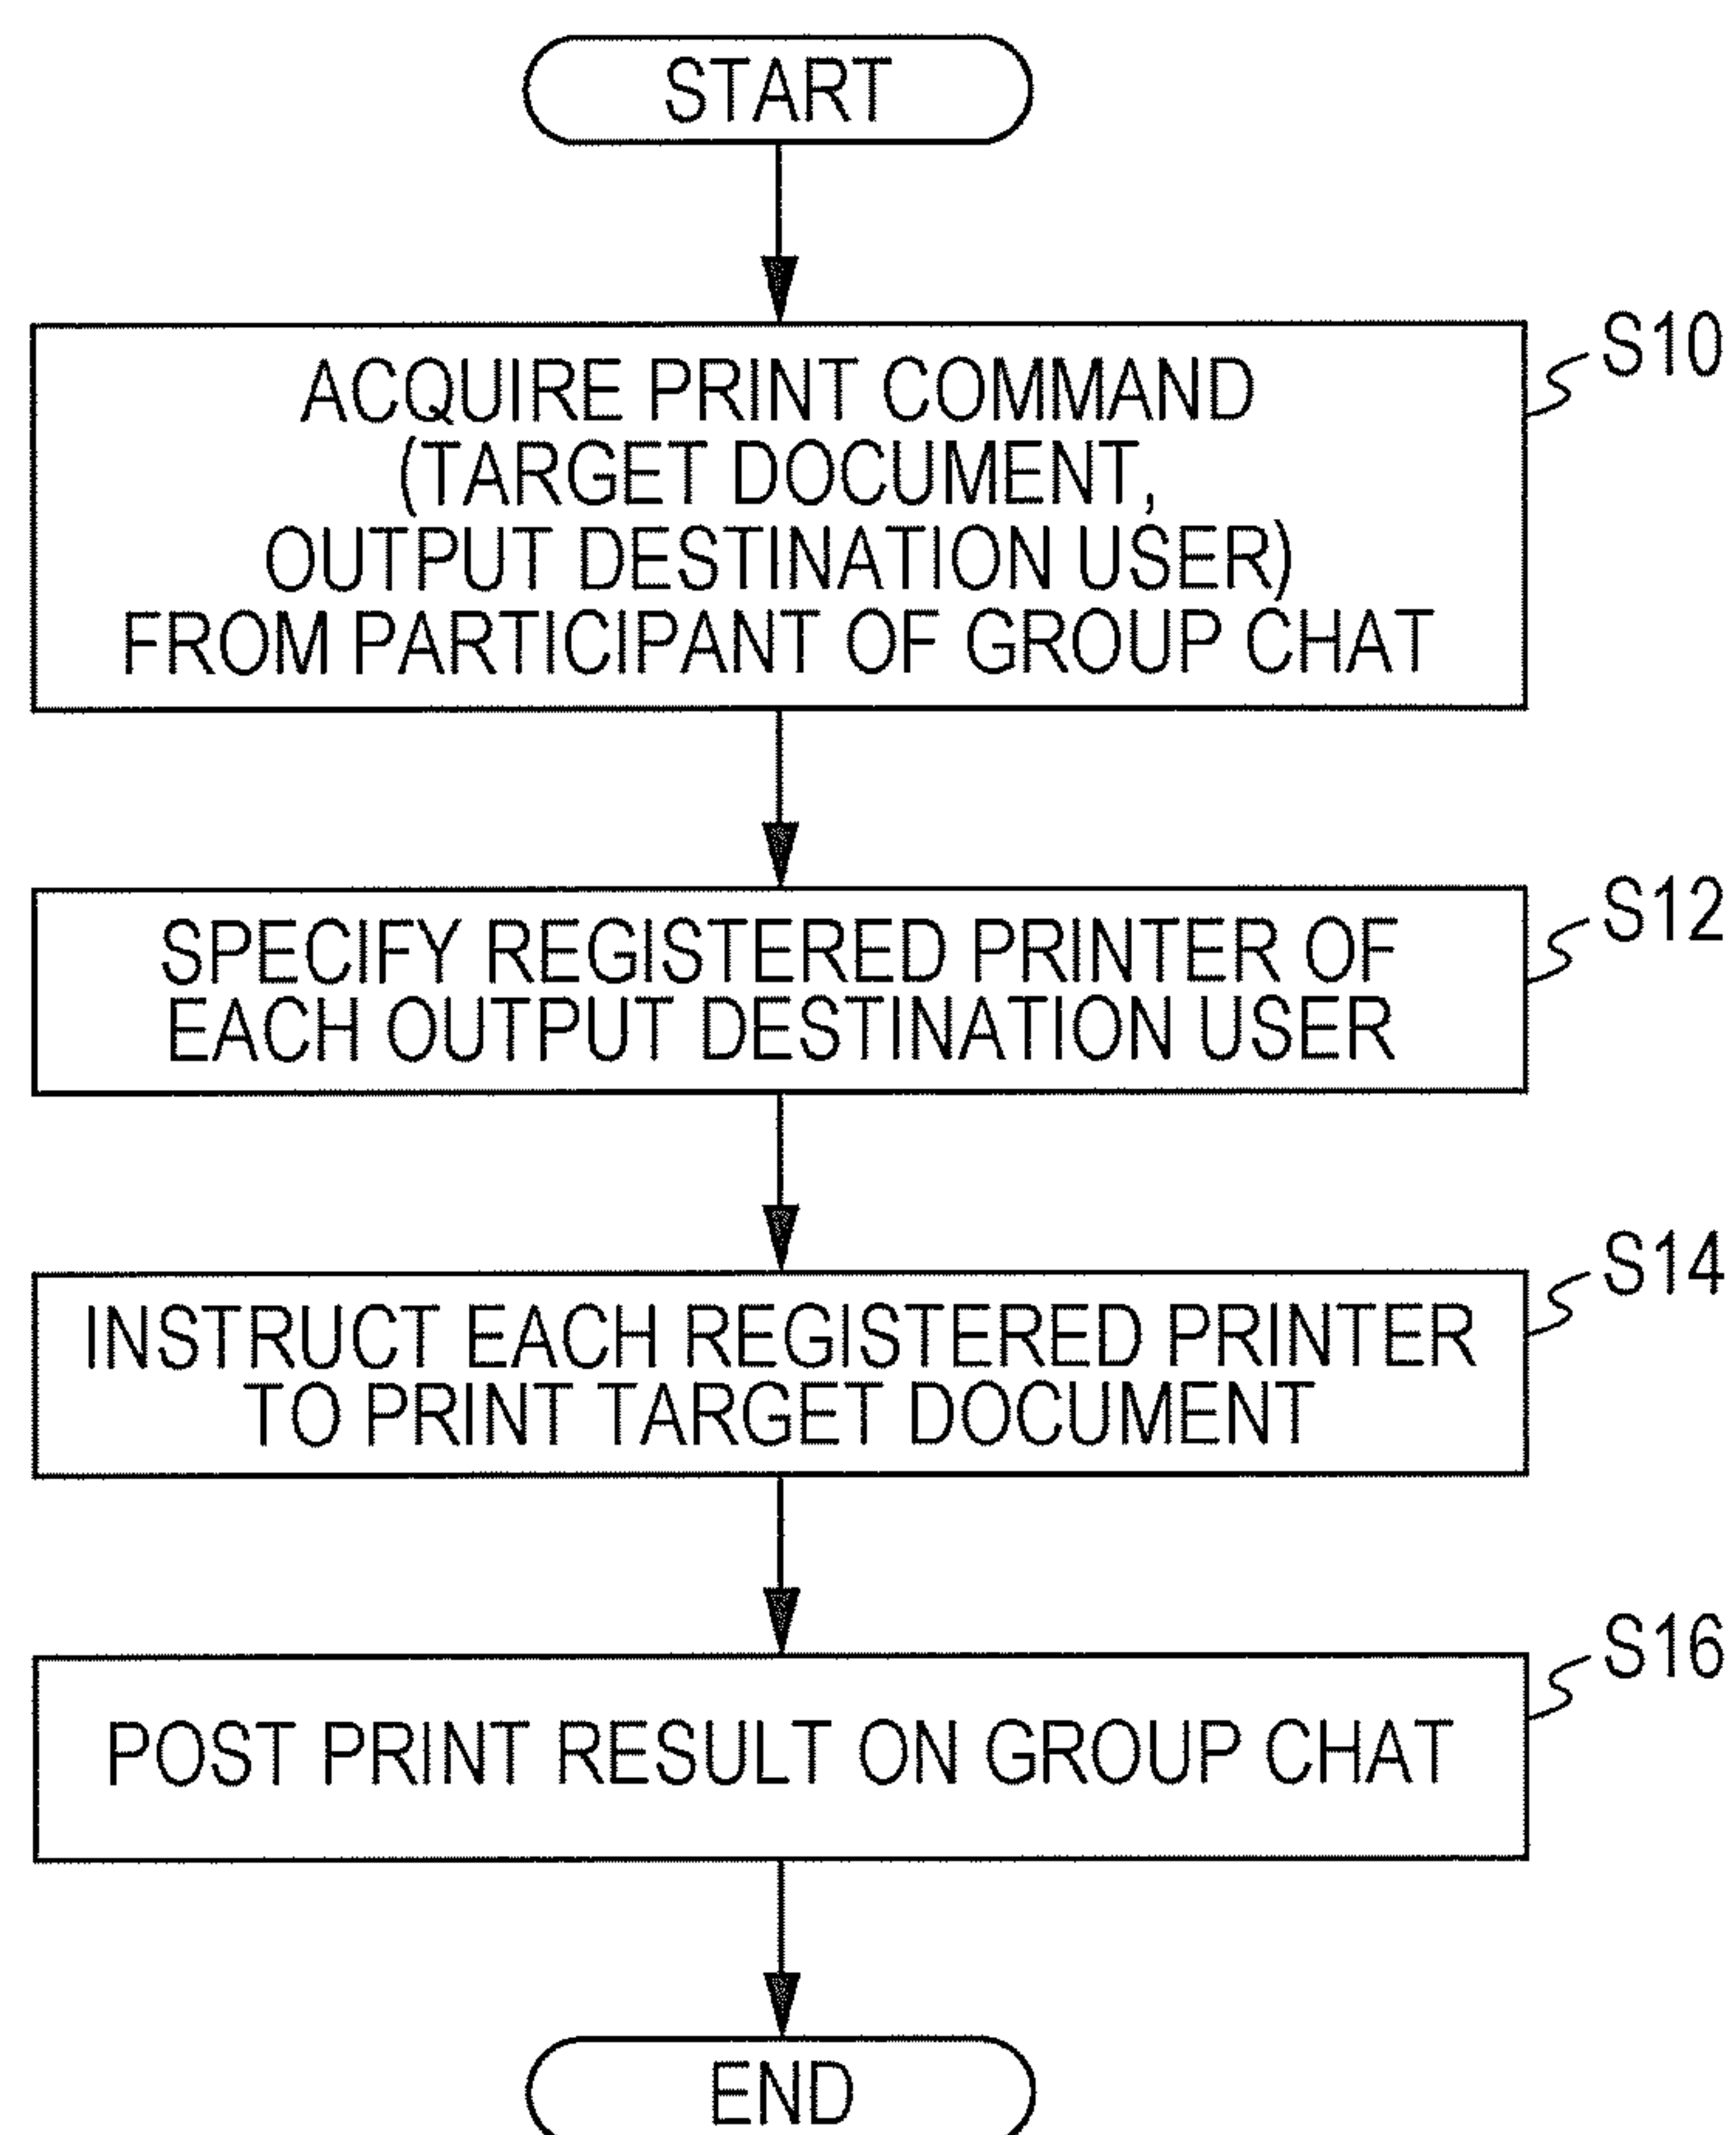 START
S10
ACQUIRE PRINT COMMAND
(TARGET DOCUMENT,
OUTPUT DESTINATION USER)
FROM PARTICIPANT OF GROUP CHAT
S12
SPECIFY REGISTERED PRINTER OF
EACH OUTPUT DESTINATION USER
S14
INSTRUCT EACH REGISTERED PRINTER
TO PRINT TARGET DOCUMENT
S16
POST PRINT RESULT ON GROUP CHAT
END